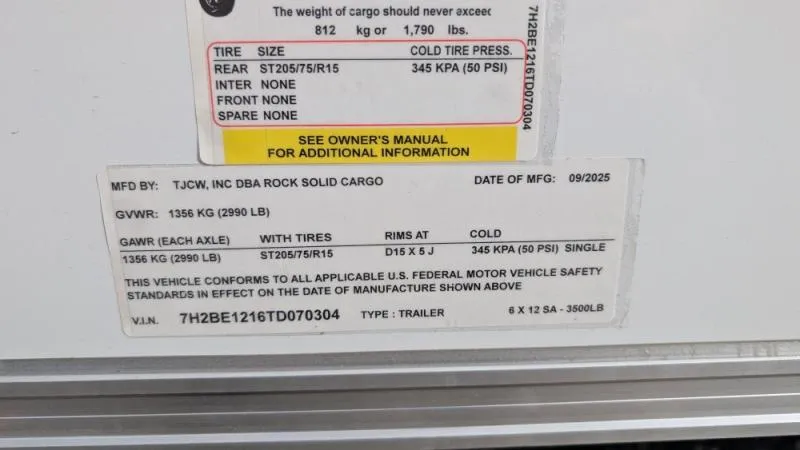 The weight of cargo should never exceed
812 kg or 1,790 lbs.
TIRE SIZE COLD TIRE PRESS.
REAR ST205/75/R15 345 KPA (50 PSI)
INTER NONE
FRONT NONE
SPARE NONE
SEE OWNER'S MANUAL
FOR ADDITIONAL INFORMATION
7H2BE1216TD070304
MFD BY: TJCW, INC DBA ROCK SOLID CARGO DATE OF MFG: 09/2025
GVWR: 1356 KG (2990 LB)
GAWR (EACH AXLE) WITH TIRES RIMS AT COLD
1356 KG (2990 LB) ST205/75/R15 D15 X 5 J 345 KPA (50 PSI) SINGLE
THIS VEHICLE CONFORMS TO ALL APPLICABLE U.S. FEDERAL MOTOR VEHICLE SAFETY
STANDARDS IN EFFECT ON THE DATE OF MANUFACTURE SHOWN ABOVE
V.I.N. 7H2BE1216TD070304 TYPE : TRAILER 6 X 12 SA - 3500LB